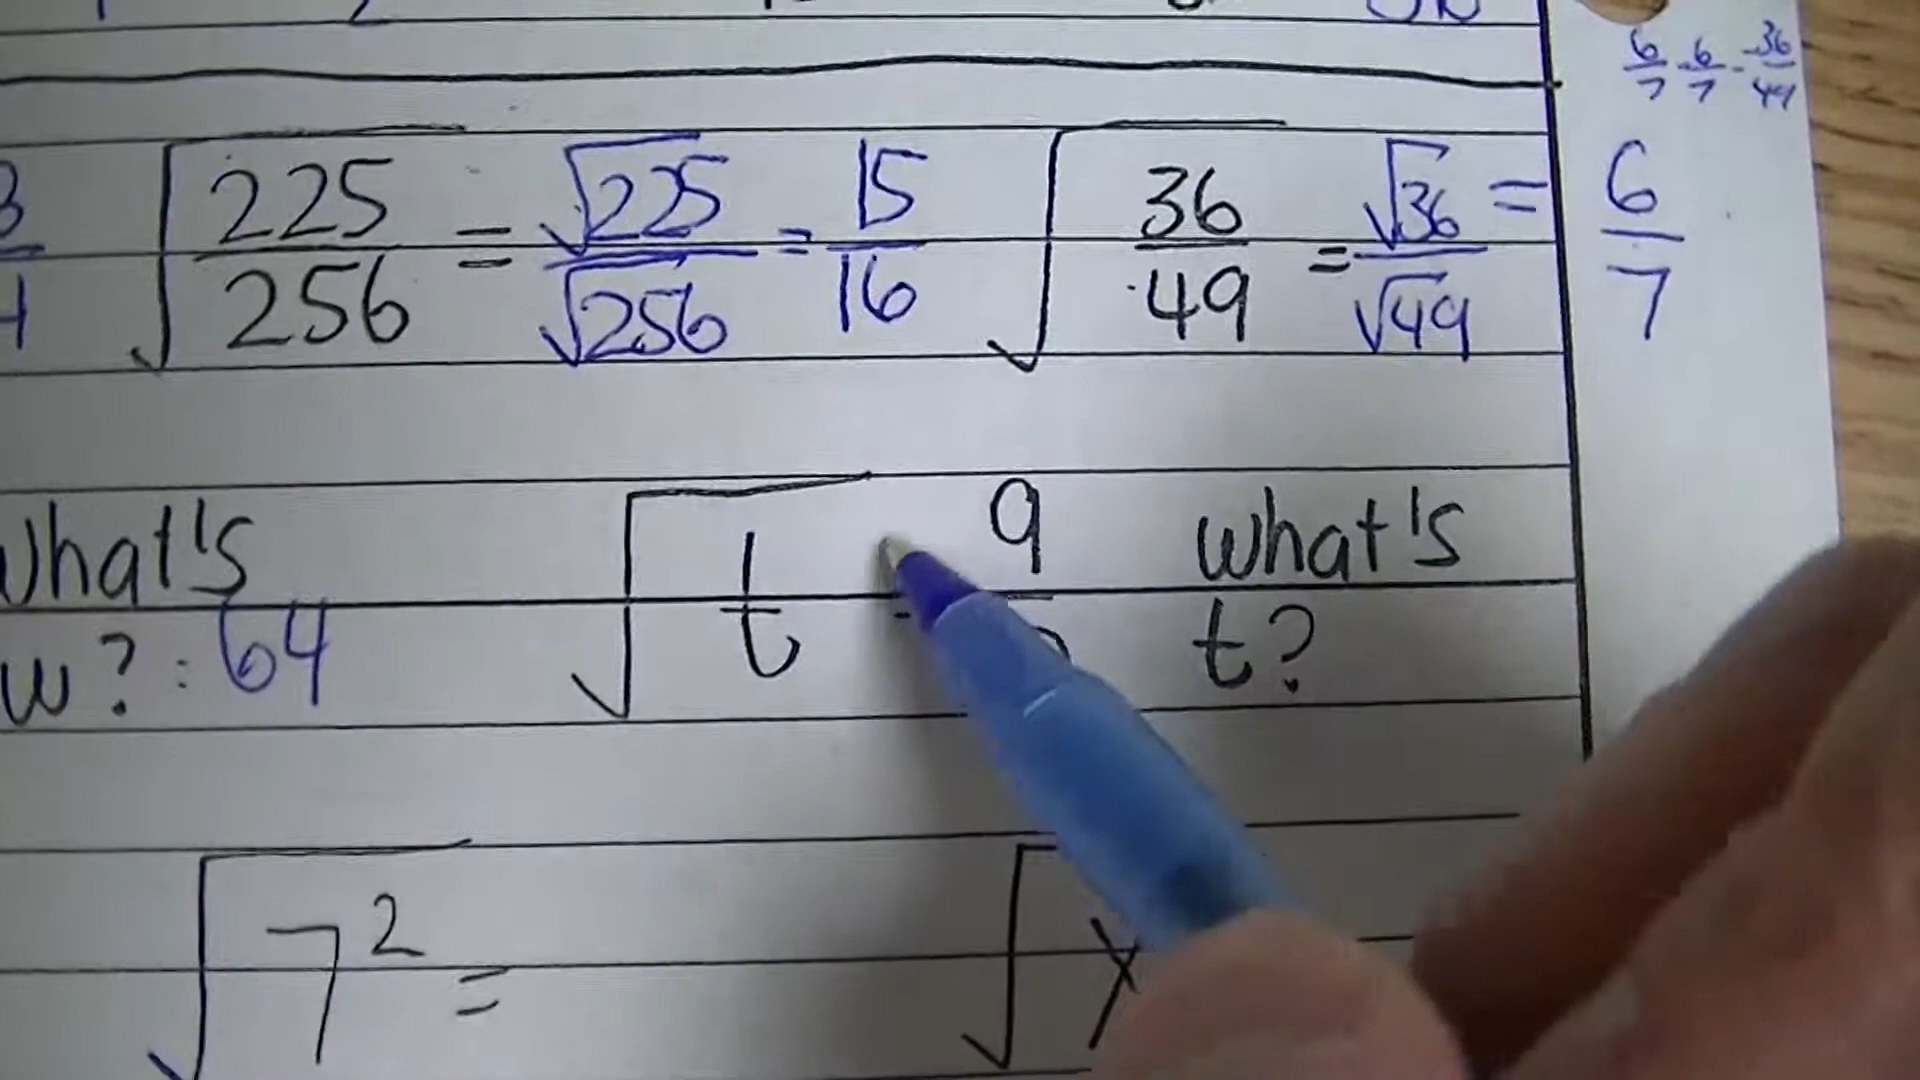 6/7 · 6/7 = 36/49
√225/256 = √225/√256 = 15/16 √36/49 = √36/√49 = 6/7
What's 9 What's
w?: 64 t?
√7² =